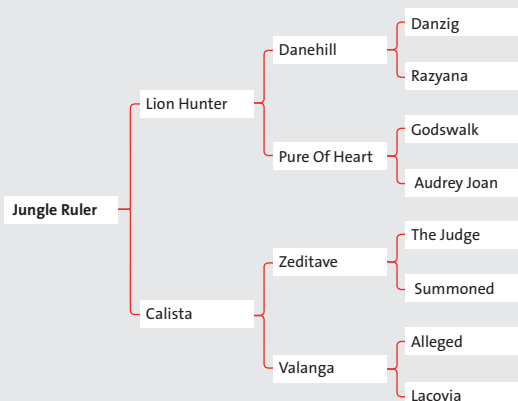 Danzig
Danehill
Razyana
Lion Hunter
Godswalk
Pure Of Heart
Audrey Joan
Jungle Ruler
The Judge
Zeditave
Summoned
Calista
Alleged
Valanga
Lacovia